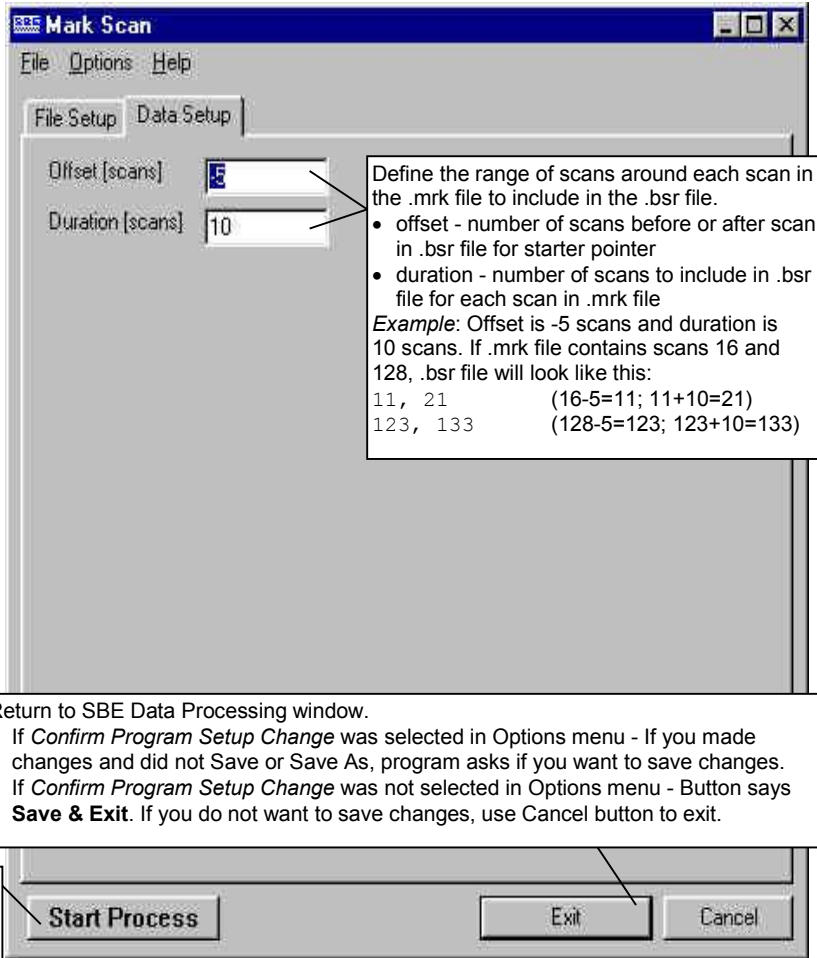 SBE Mark Scan
File Options Help
File Setup Data Setup
Offset [scans] -5
Duration [scans] 10
Define the range of scans around each scan in
the .mrk file to include in the .bsr file.
• offset - number of scans before or after scan
in .bsr file for starter pointer
• duration - number of scans to include in .bsr
file for each scan in .mrk file
Example: Offset is -5 scans and duration is
10 scans. If .mrk file contains scans 16 and
128, .bsr file will look like this:
11, 21 (16-5=11; 11+10=21)
123, 133 (128-5=123; 123+10=133)
Return to SBE Data Processing window.
If Confirm Program Setup Change was selected in Options menu - If you made
changes and did not Save or Save As, program asks if you want to save changes.
If Confirm Program Setup Change was not selected in Options menu - Button says
Save & Exit. If you do not want to save changes, use Cancel button to exit.
Start Process Exit Cancel